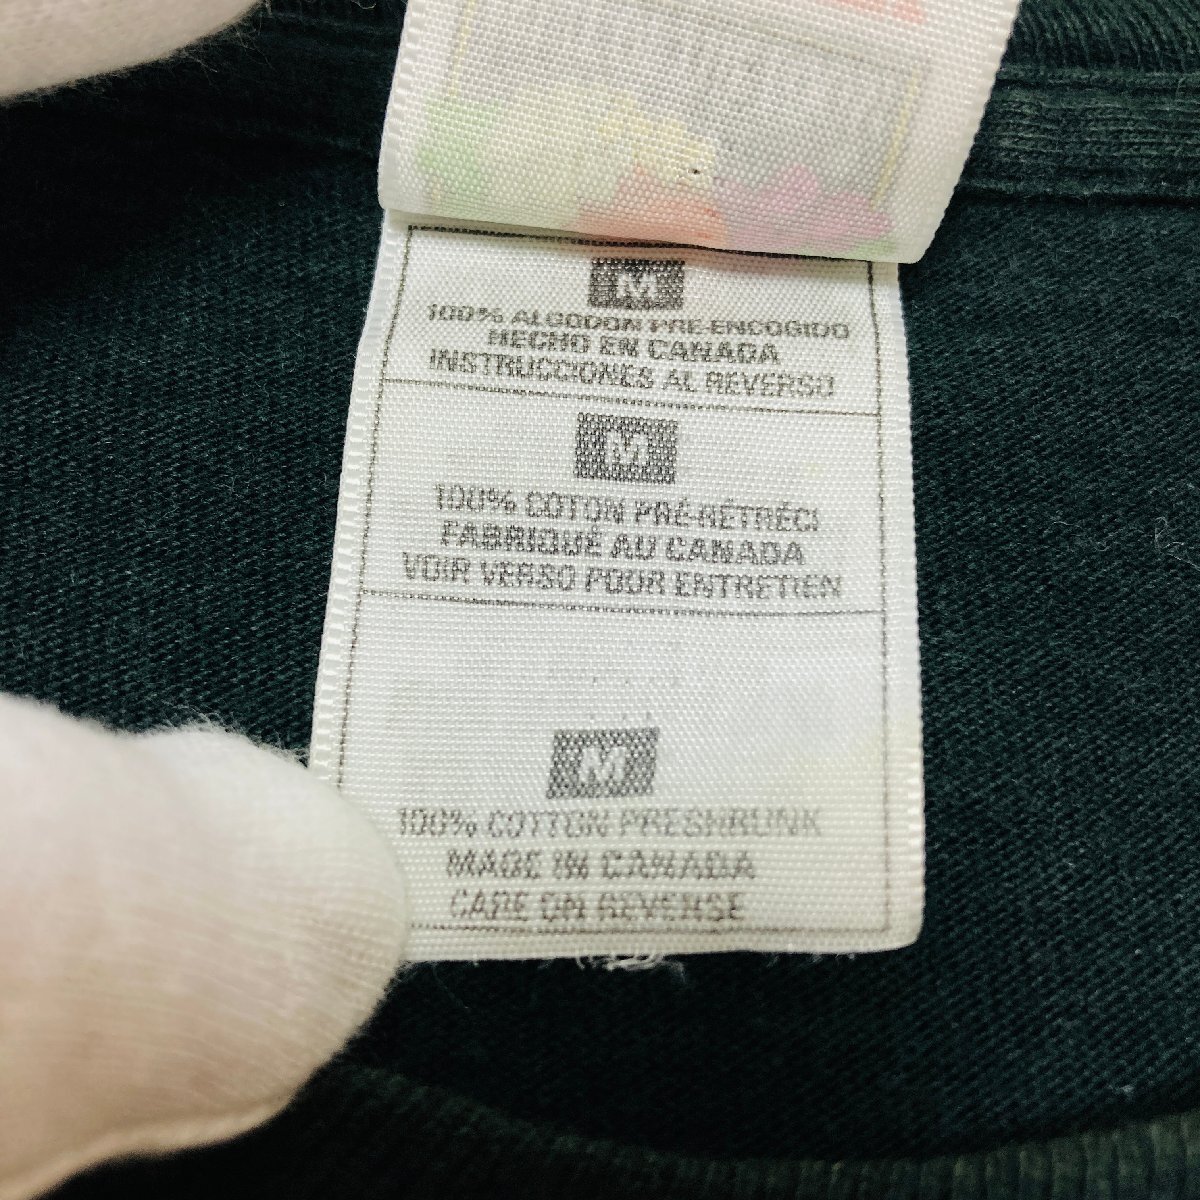 M
100% ALGODON PRE-ENCOGIDO
HECHO EN CANADA
INSTRUCCIONES AL REVERSO
M
100% COTON PRÉ-RÉTRÉCI
FABRIQUÉ AU CANADA
VOIR VERSO POUR ENTRETIEN
M
100% COTTON PRESHRUNK
MADE IN CANADA
CARE ON REVERSE